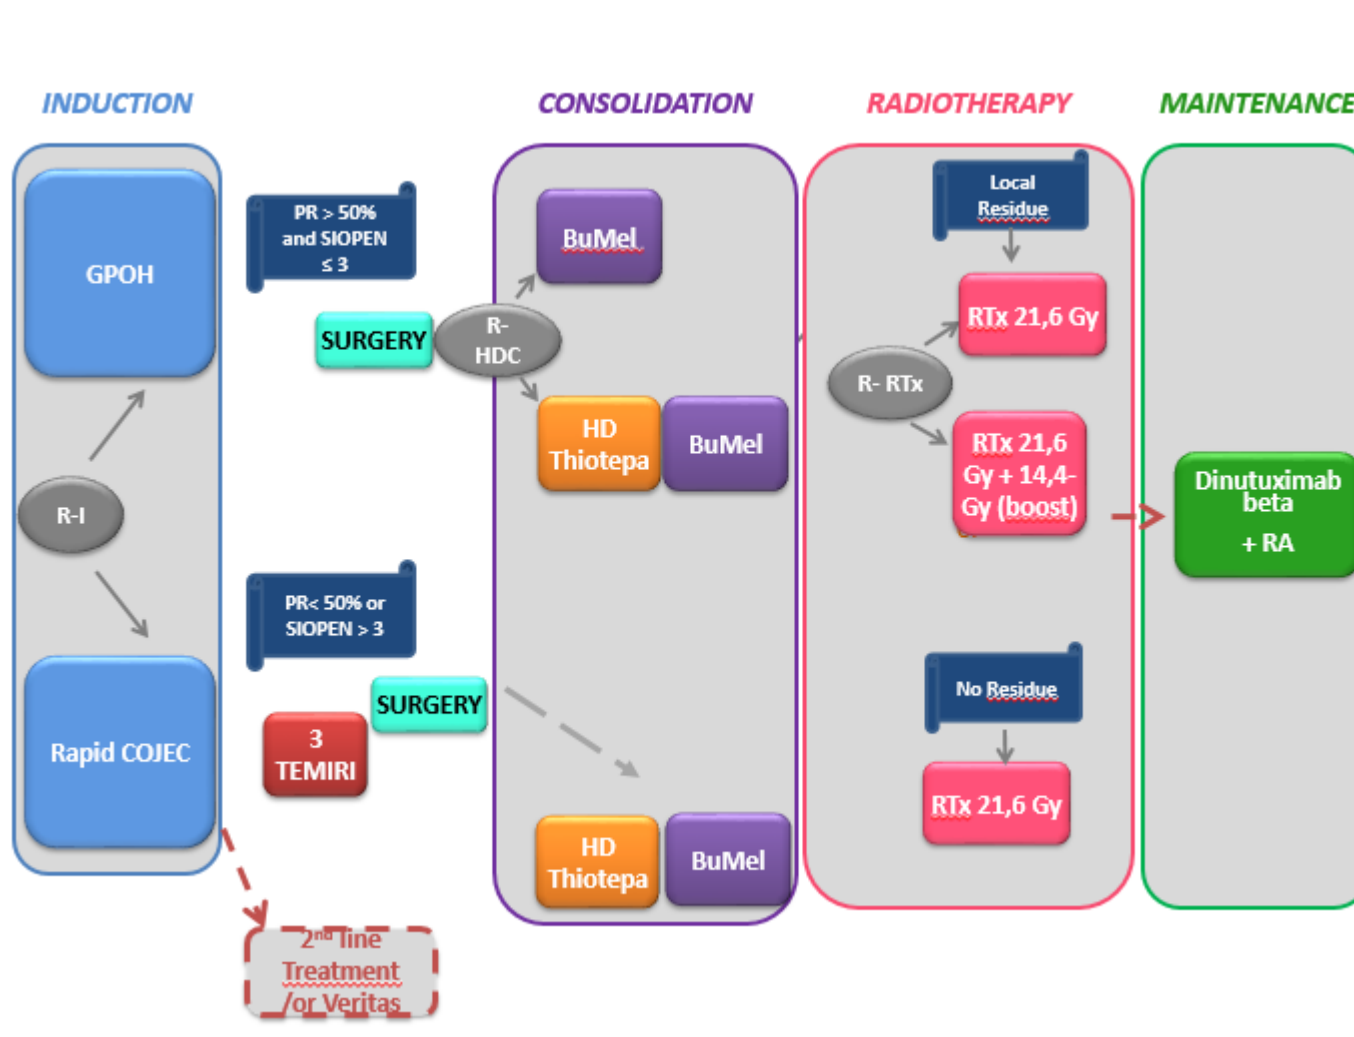 INDUCTION
CONSOLIDATION
RADIOTHERAPY
MAINTENANCE
GPOH
R-I
Rapid COJEC
PR > 50%
and SIOPEN
≤ 3
SURGERY
R-
HDC
PR< 50% or
SIOPEN > 3
SURGERY
3
TEMIRI
2nd line
Treatment
/or Veritas
BuMel
HD
Thiotepa
BuMel
HD
Thiotepa
BuMel
Local
Residue
RTx 21,6 Gy
R- RTx
RTx 21,6
Gy + 14,4-
Gy (boost)
No Residue
RTx 21,6 Gy
Dinutuximab
beta
+ RA